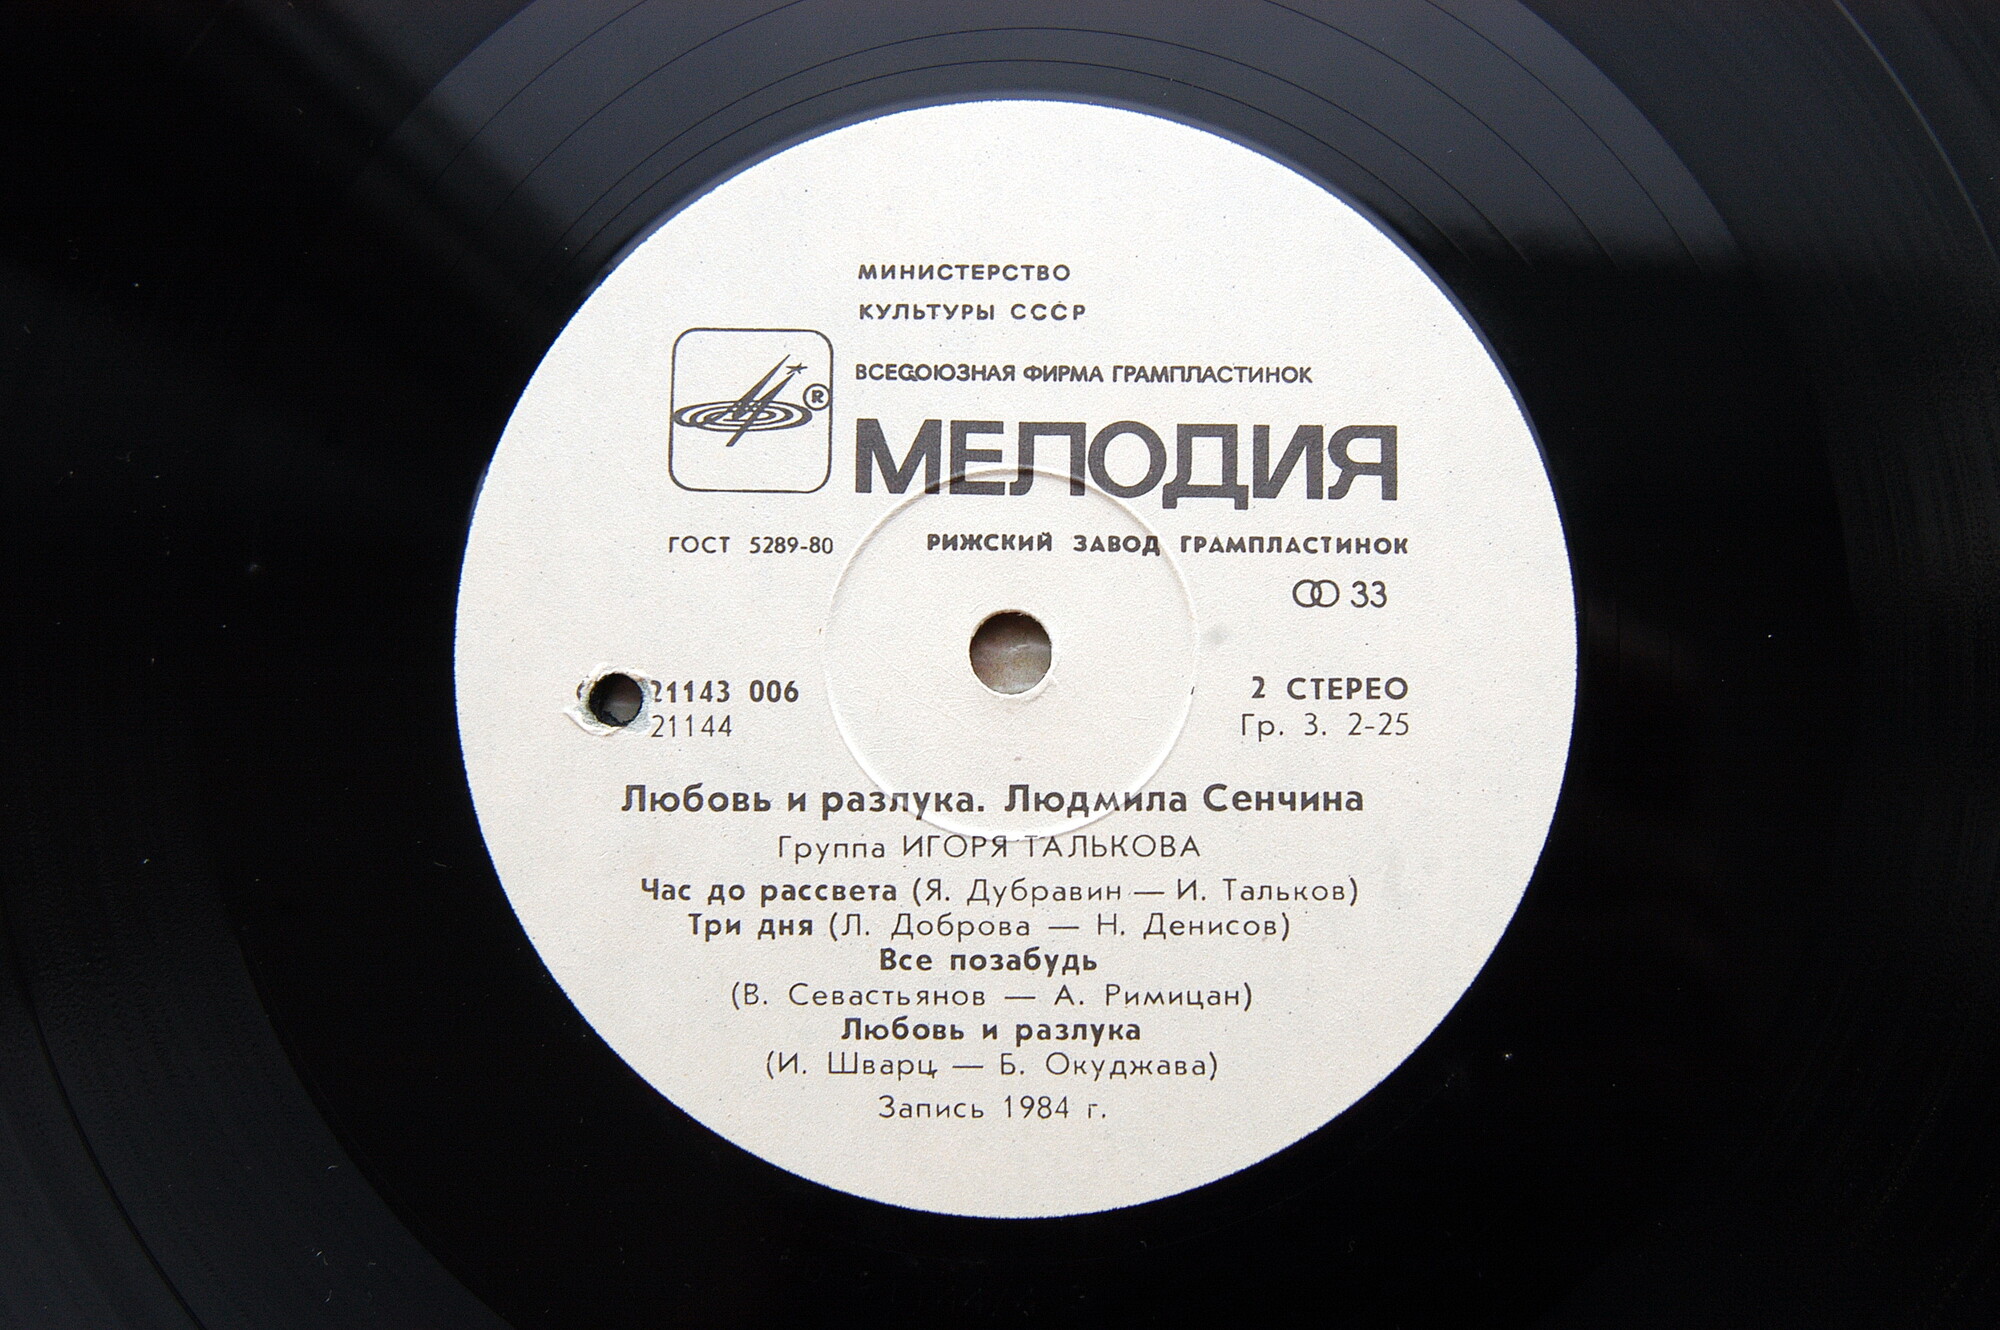 МИНИСТЕРСТВО
КУЛЬТУРЫ СССР
ВСЕСОЮЗНАЯ ФИРМА ГРАМПЛАСТИНОК
®
МЕЛОДИЯ
ГОСТ 5289-80 РИЖСКИЙ ЗАВОД ГРАМПЛАСТИНОК
33
21143 006 2 СТЕРЕО
21144 Гр. 3. 2-25
Любовь и разлука. Людмила Сенчина
Группа ИГОРЯ ТАЛЬКОВА
Час до рассвета (Я. Дубравин — И. Тальков)
Три дня (Л. Доброва — Н. Денисов)
Все позабудь
(В. Севастьянов — А. Римицан)
Любовь и разлука
(И. Шварц — Б. Окуджава)
Запись 1984 г.